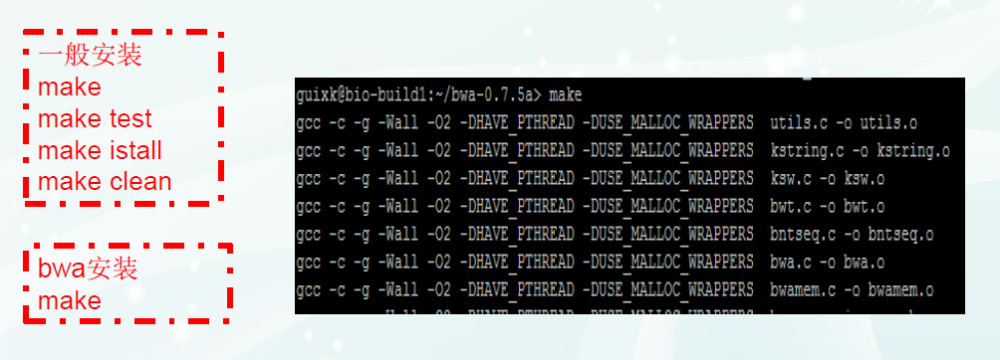 一般安装
make
make test
make istall
make clean
bwa安装
make
guixk@bio-build1:~/bwa-0.7.5a> make
gcc -c -g -Wall -O2 -DHAVE_PTHREAD -DUSE_MALLOC_WRAPPERS  utils.c -o utils.o
gcc -c -g -Wall -O2 -DHAVE_PTHREAD -DUSE_MALLOC_WRAPPERS  kstring.c -o kstring.o
gcc -c -g -Wall -O2 -DHAVE_PTHREAD -DUSE_MALLOC_WRAPPERS  ksw.c -o ksw.o
gcc -c -g -Wall -O2 -DHAVE_PTHREAD -DUSE_MALLOC_WRAPPERS  bwt.c -o bwt.o
gcc -c -g -Wall -O2 -DHAVE_PTHREAD -DUSE_MALLOC_WRAPPERS  bntseq.c -o bntseq.o
gcc -c -g -Wall -O2 -DHAVE_PTHREAD -DUSE_MALLOC_WRAPPERS  bwa.c -o bwa.o
gcc -c -g -Wall -O2 -DHAVE_PTHREAD -DUSE_MALLOC_WRAPPERS  bwamem.c -o bwamem.o